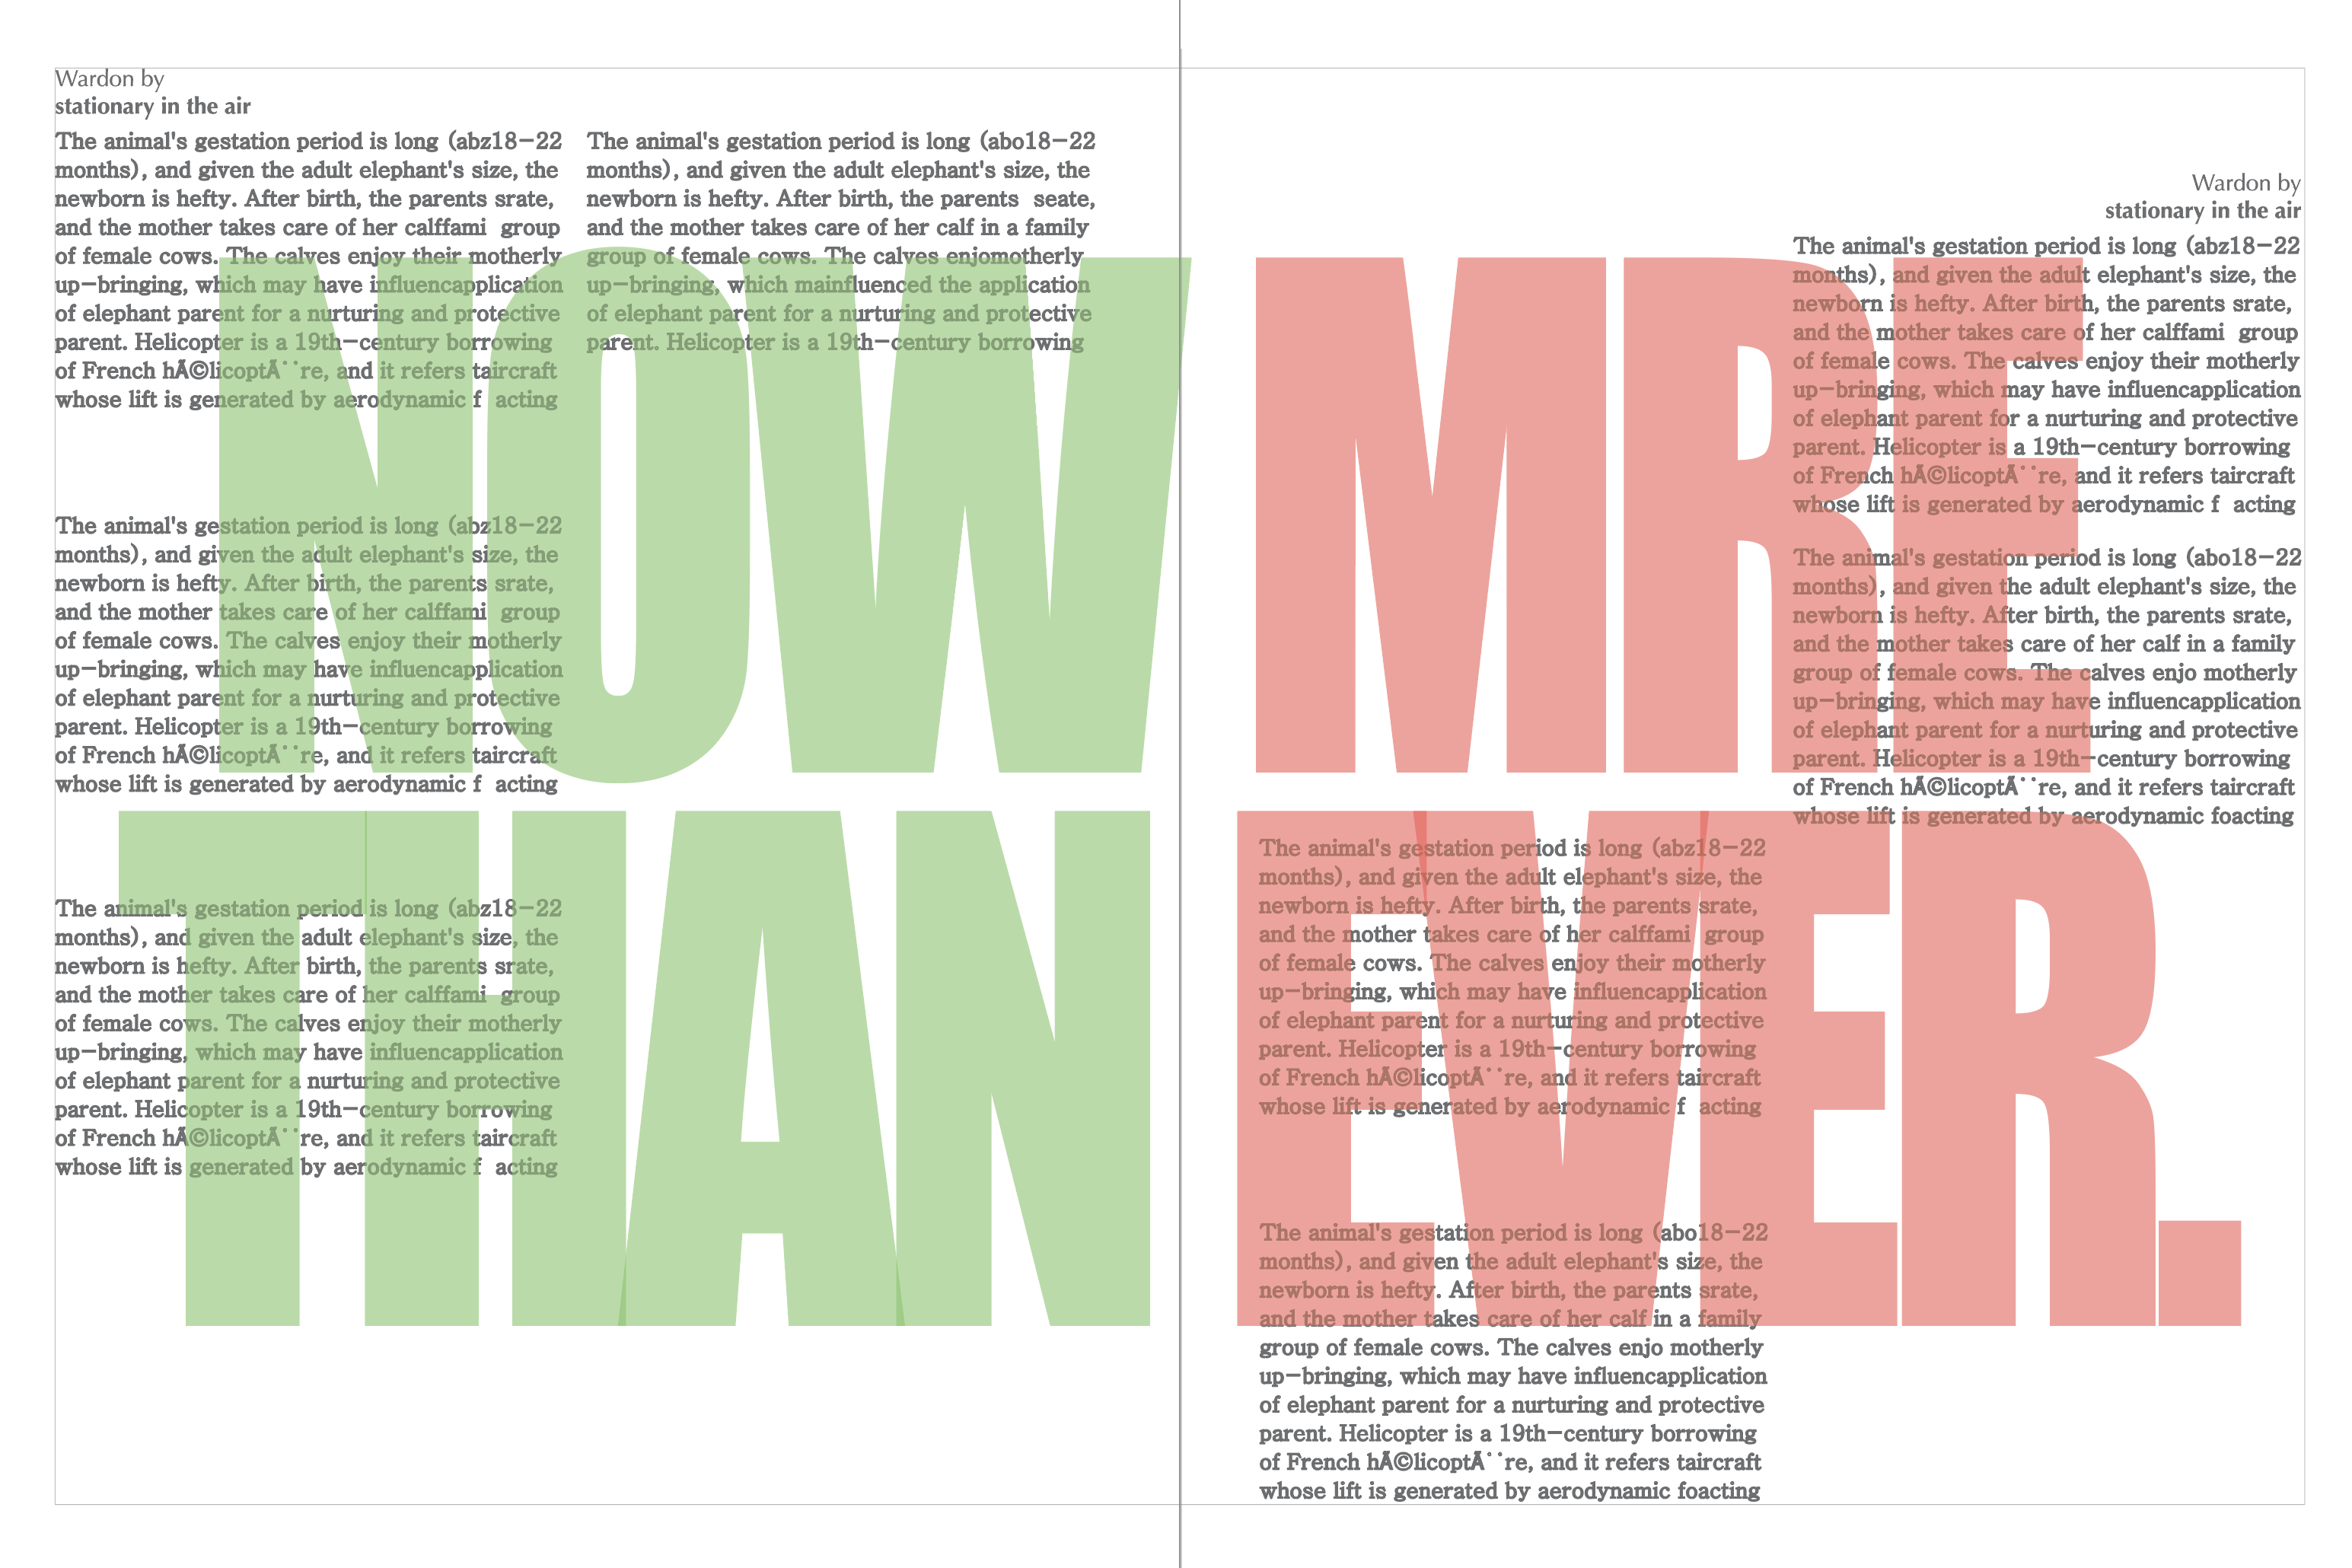 Wardon by
stationary in the air
The animal's gestation period is long (abz18−22
months), and given the adult elephant's size, the
newborn is hefty. After birth, the parents srate,
and the mother takes care of her calffami  group
of female cows. The calves enjoy their motherly
up−bringing, which may have influencapplication
of elephant parent for a nurturing and protective
parent. Helicopter is a 19th−century borrowing
of French hÃ©licoptÃ¨¨re, and it refers taircraft
whose lift is generated by aerodynamic f  acting
The animal's gestation period is long (abz18−22
months), and given the adult elephant's size, the
newborn is hefty. After birth, the parents srate,
and the mother takes care of her calffami  group
of female cows. The calves enjoy their motherly
up−bringing, which may have influencapplication
of elephant parent for a nurturing and protective
parent. Helicopter is a 19th−century borrowing
of French hÃ©licoptÃ¨¨re, and it refers taircraft
whose lift is generated by aerodynamic f  acting
The animal's gestation period is long (abz18−22
months), and given the adult elephant's size, the
newborn is hefty. After birth, the parents srate,
and the mother takes care of her calffami  group
of female cows. The calves enjoy their motherly
up−bringing, which may have influencapplication
of elephant parent for a nurturing and protective
parent. Helicopter is a 19th−century borrowing
of French hÃ©licoptÃ¨¨re, and it refers taircraft
whose lift is generated by aerodynamic f  acting
The animal's gestation period is long (abo18−22
months), and given the adult elephant's size, the
newborn is hefty. After birth, the parents  seate,
and the mother takes care of her calf in a family
group of female cows. The calves enjomotherly
up−bringing, which mainfluenced the application
of elephant parent for a nurturing and protective
parent. Helicopter is a 19th−century borrowing
NOW MRE
THAN EVER.
Wardon by
stationary in the air
The animal's gestation period is long (abz18−22
months), and given the adult elephant's size, the
newborn is hefty. After birth, the parents srate,
and the mother takes care of her calffami  group
of female cows. The calves enjoy their motherly
up−bringing, which may have influencapplication
of elephant parent for a nurturing and protective
parent. Helicopter is a 19th−century borrowing
of French hÃ©licoptÃ¨¨re, and it refers taircraft
whose lift is generated by aerodynamic f  acting
The animal's gestation period is long (abo18−22
months), and given the adult elephant's size, the
newborn is hefty. After birth, the parents srate,
and the mother takes care of her calf in a family
group of female cows. The calves enjo motherly
up−bringing, which may have influencapplication
of elephant parent for a nurturing and protective
parent. Helicopter is a 19th−century borrowing
of French hÃ©licoptÃ¨¨re, and it refers taircraft
whose lift is generated by aerodynamic foacting
The animal's gestation period is long (abz18−22
months), and given the adult elephant's size, the
newborn is hefty. After birth, the parents srate,
and the mother takes care of her calffami  group
of female cows. The calves enjoy their motherly
up−bringing, which may have influencapplication
of elephant parent for a nurturing and protective
parent. Helicopter is a 19th−century borrowing
of French hÃ©licoptÃ¨¨re, and it refers taircraft
whose lift is generated by aerodynamic f  acting
The animal's gestation period is long (abo18−22
months), and given the adult elephant's size, the
newborn is hefty. After birth, the parents srate,
and the mother takes care of her calf in a family
group of female cows. The calves enjo motherly
up−bringing, which may have influencapplication
of elephant parent for a nurturing and protective
parent. Helicopter is a 19th−century borrowing
of French hÃ©licoptÃ¨¨re, and it refers taircraft
whose lift is generated by aerodynamic foacting